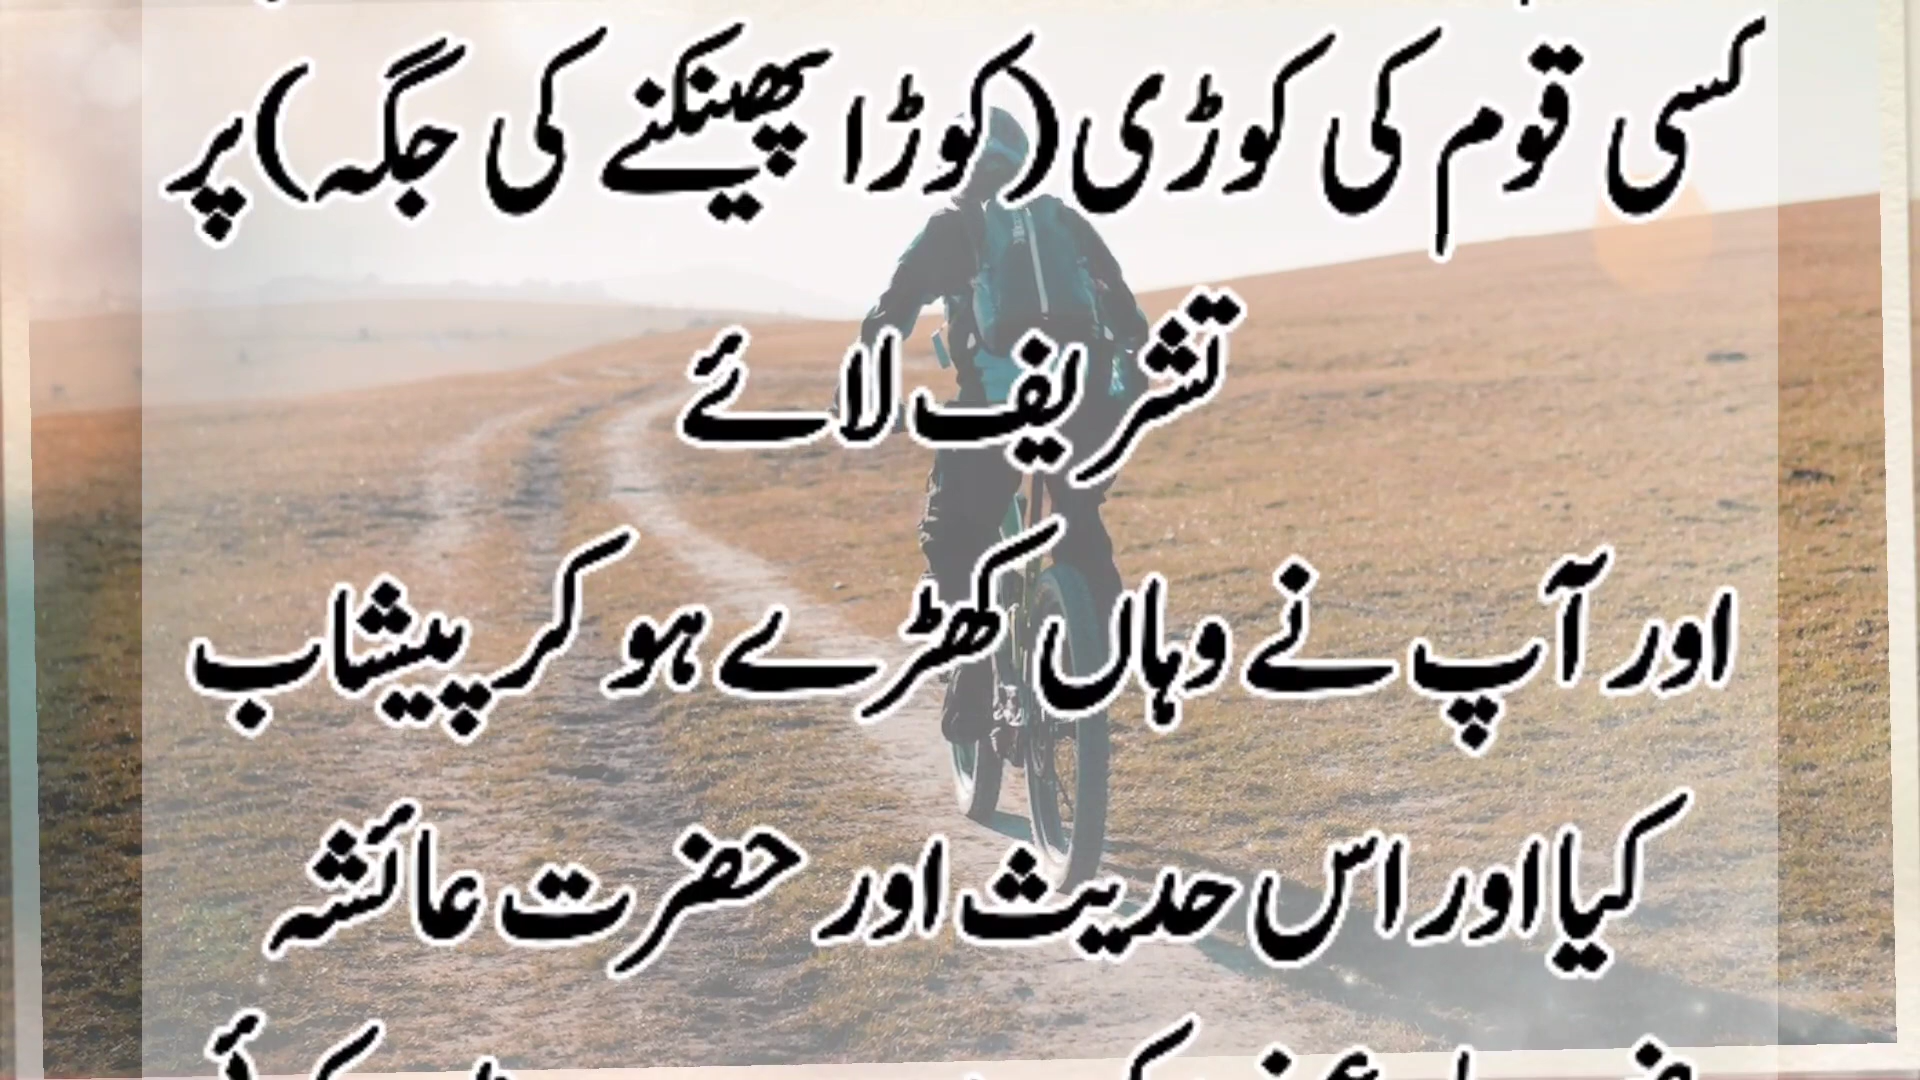 کسی قوم کی کوڑی(کوڑا پھینکنے کی جگہ)پر
تشریف لائے
اور آپ نے وہاں کھڑے ہو کر پیشاب
کیا اور اس حدیث اور حضرت عائشہ